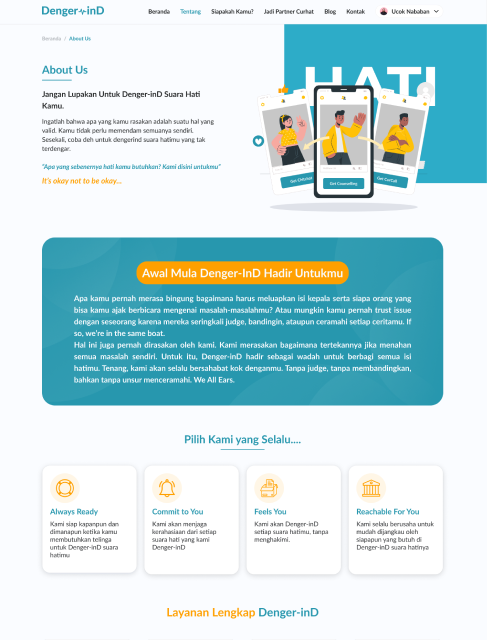 Denger-inD
Beranda Tentang Siapakah Kamu? Jadi Partner Curhat Blog Kontak Ucok Nababan
Beranda / About Us
HATI
About Us
Jangan Lupakan Untuk Denger-inD Suara Hati
Kamu.
Ingatlah bahwa apa yang kamu rasakan adalah suatu hal yang
valid. Kamu tidak perlu memendam semuanya sendiri.
Sesekali, coba deh untuk dengerind suara hatimu yang tak
terdengar.
"Apa yang sebenernya hati kamu butuhkan? Kami disini untukmu"
It's okay not to be okay...
Get Counselling
Awal Mula Denger-InD Hadir Untukmu
Apa kamu pernah merasa bingung bagaimana harus meluapkan isi kepala serta siapa orang yang
bisa kamu ajak berbicara mengenai masalah-masalahmu? Atau mungkin kamu pernah trust issue
dengan seseorang karena mereka seringkali judge, bandingin, ataupun ceramahi setiap ceritamu. If
so, we're in the same boat.
Hal ini juga pernah dirasakan oleh kami. Kami merasakan bagaimana tertekannya jika menahan
semua masalah sendiri. Untuk Itu, Denger-inD hadir sebagai wadah untuk berbagi semua isi
hatimu. Tenang, kami akan selalu bersahabat kok denganmu. Tanpa judge, tanpa membandingkan,
bahkan tanpa unsur menceramahi. We All Ears.
Pilih Kami yang Selalu....
Always Ready
Kami siap kapanpun dan
dimanapun ketika kamu
membutuhkan telinga
untuk Denger-inD suara
hatimu
Commit to You
Kami akan menjaga
kerahasiaan dari setiap
suara hati yang kami
Denger-inD
Feels You
Kami akan Denger-inD
setiap suara hatimu, tanpa
menghakimi.
Reachable For You
Kami selalu berusaha untuk
mudah dijangkau oleh
siapapun yang butuh di
Denger-inD suara hatinya
Layanan Lengkap Denger-inD